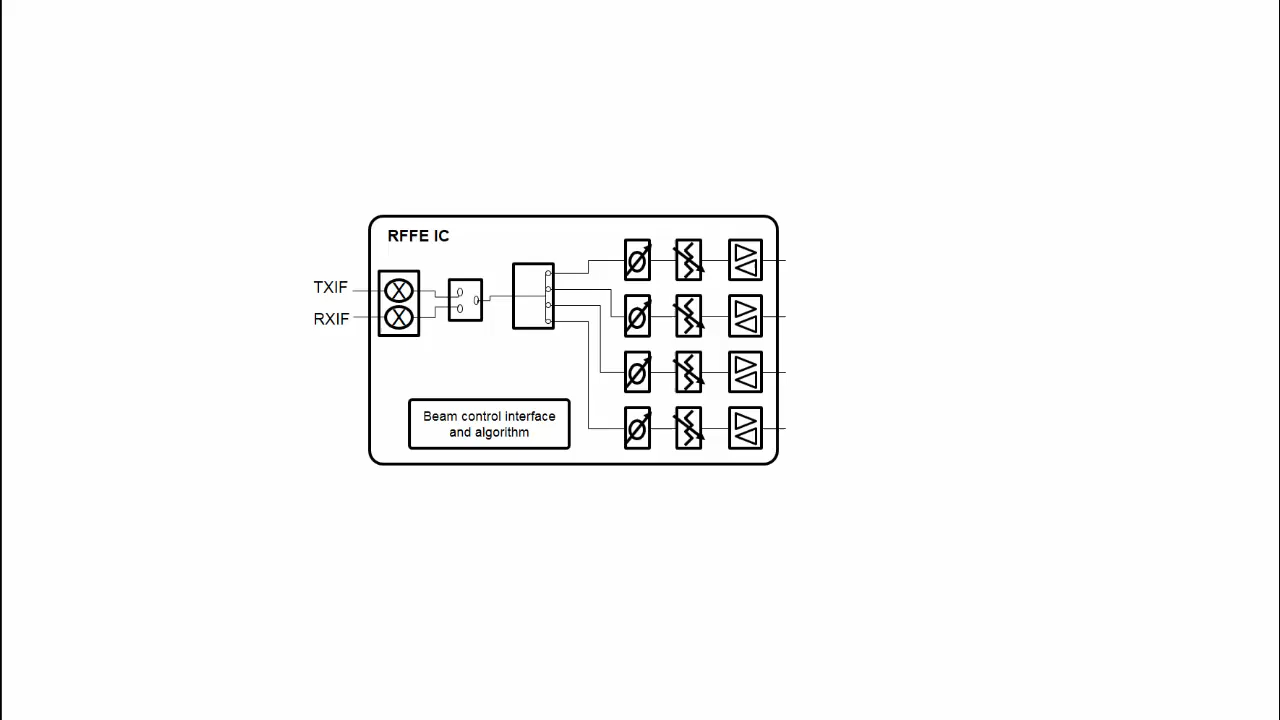 RFFE IC
TXIF
RXIF
Beam control interface
and algorithm